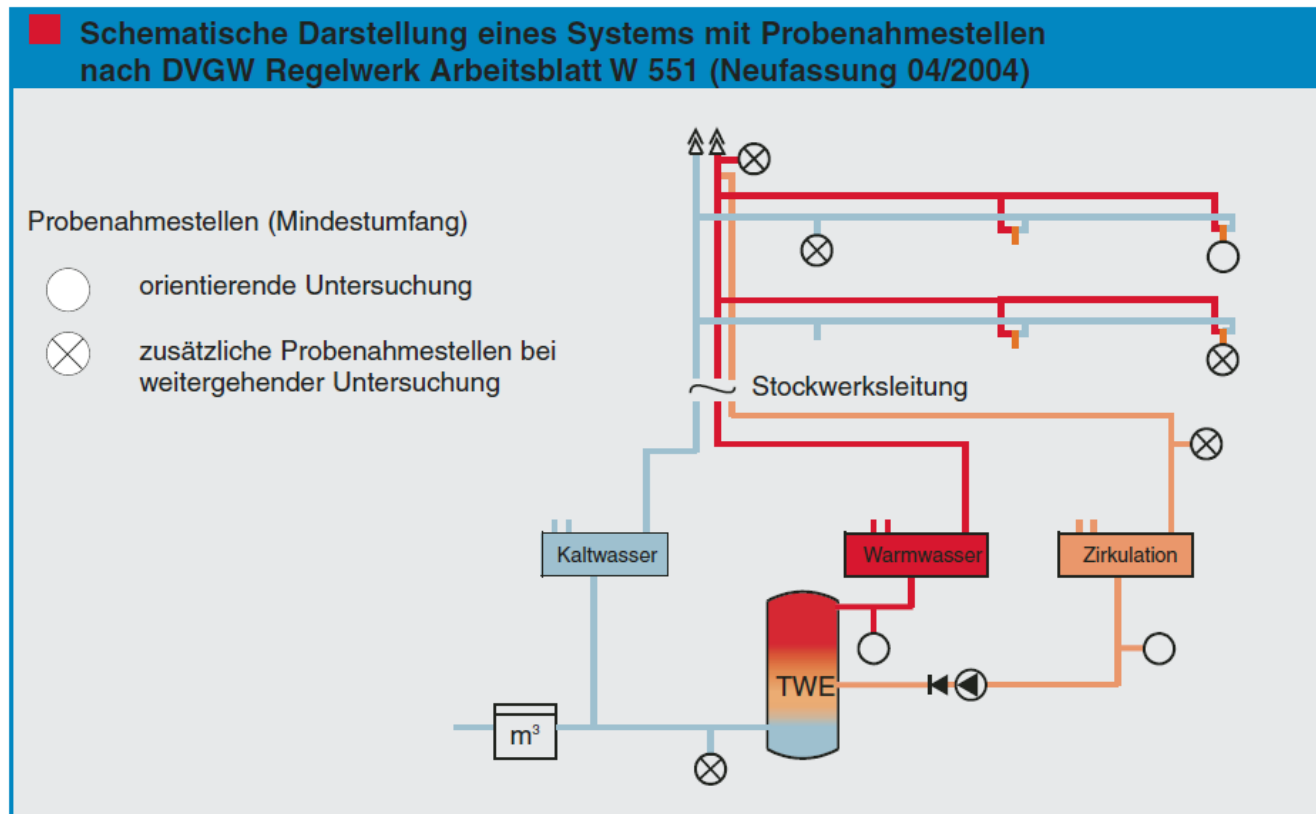 Schematische Darstellung eines Systems mit Probenahmestellen
nach DVGW Regelwerk Arbeitsblatt W 551 (Neufassung 04/2004)
Probenahmestellen (Mindestumfang)
orientierende Untersuchung
zusätzliche Probenahmestellen bei
weitergehender Untersuchung
Stockwerksleitung
Kaltwasser
Warmwasser
Zirkulation
TWE
m³